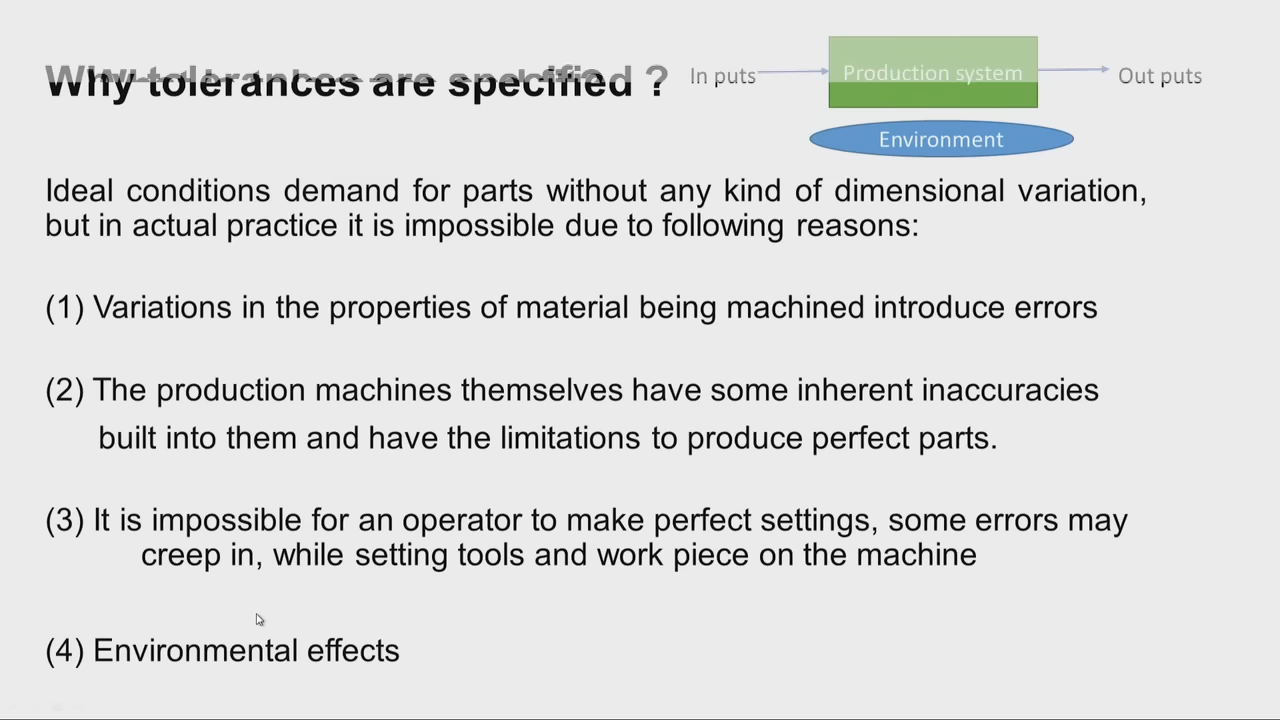 Why tolerances are specified ?
In puts
Production system
Out puts
Environment
Ideal conditions demand for parts without any kind of dimensional variation,
but in actual practice it is impossible due to following reasons:
(1) Variations in the properties of material being machined introduce errors
(2) The production machines themselves have some inherent inaccuracies
built into them and have the limitations to produce perfect parts.
(3) It is impossible for an operator to make perfect settings, some errors may
creep in, while setting tools and work piece on the machine
(4) Environmental effects